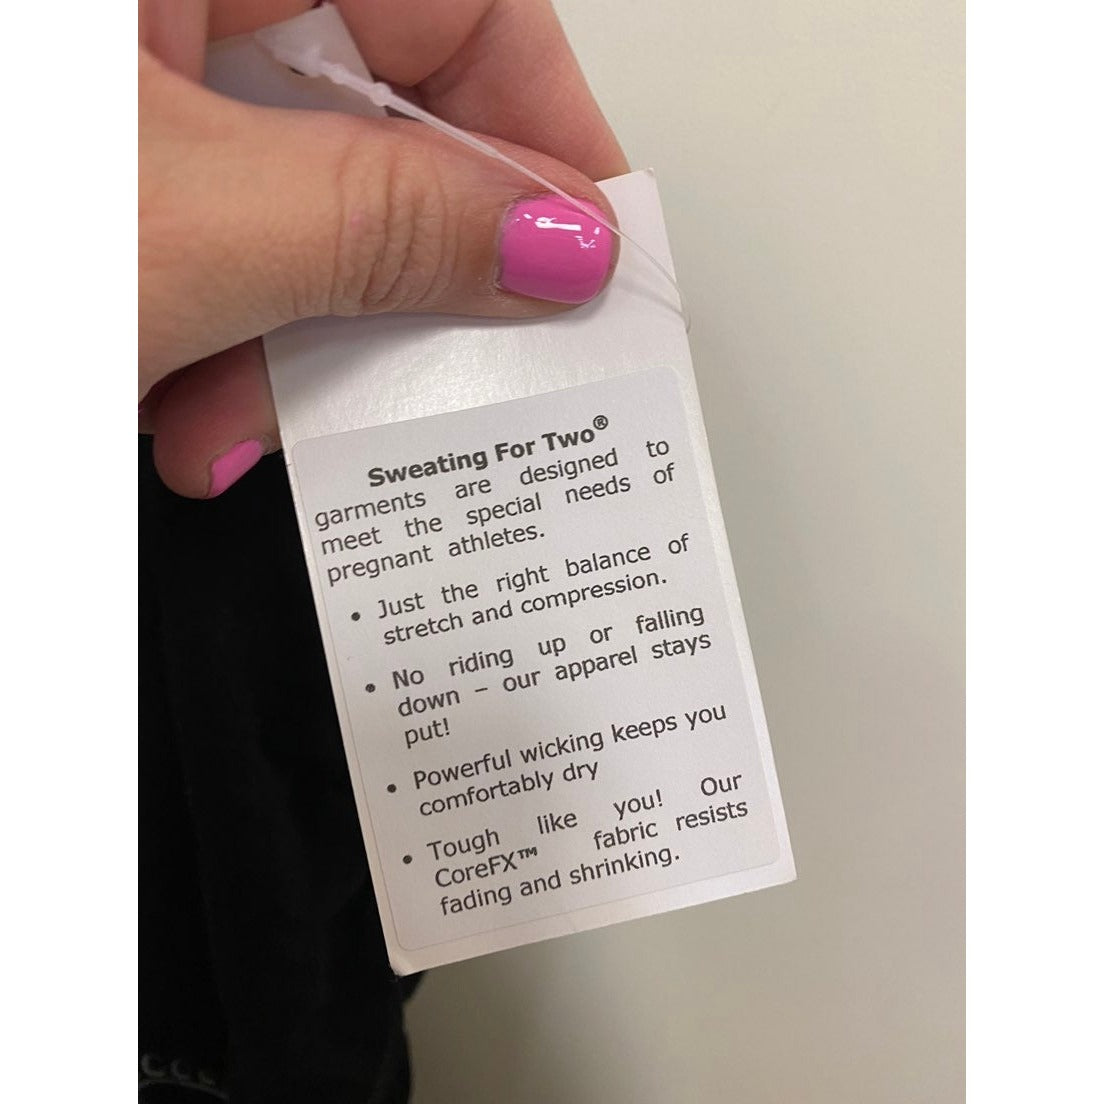 Sweating For Two®
garments are designed to
meet the special needs of
pregnant athletes.
• Just the right balance of
stretch and compression.
• No riding up or falling
down – our apparel stays
put!
• Powerful wicking keeps you
comfortably dry
• Tough like you! Our
CoreFX™ fabric resists
fading and shrinking.